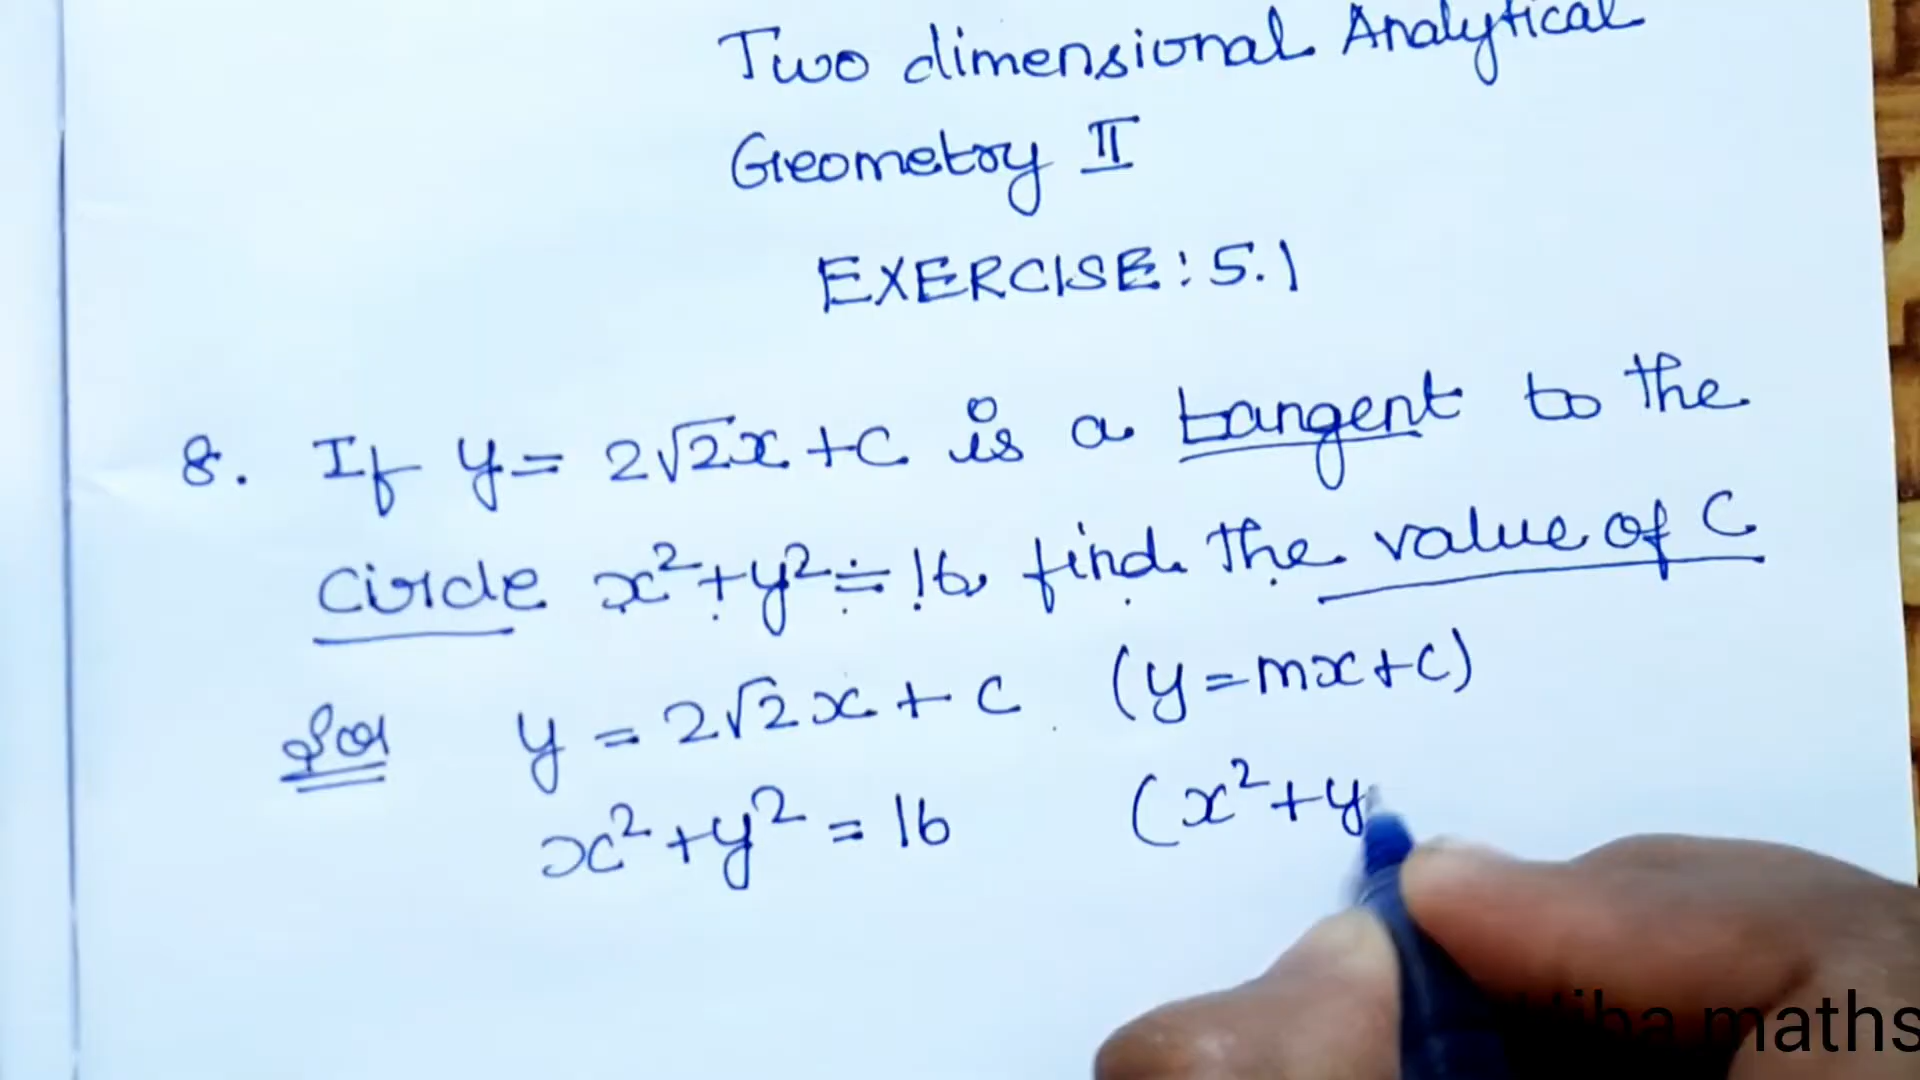 Two dimensional Analytical
Geometry II
EXERCISE: 5.1
8. If y = 2√2x + C is a tangent to the
circle x²+y² = 16 find the value of C
Sol y = 2√2x + C (y = mx + c)
x² + y² = 16 (x² + y
maths